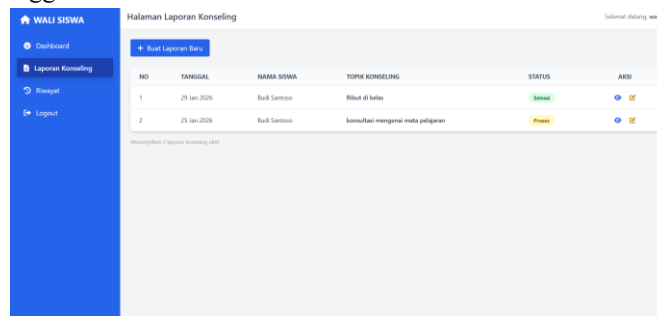 WALI SISWA
Halaman Laporan Konseling
Selamat datang,
Dashboard
Laporan Konseling
Riwayat
Logout
+ Buat Laporan Baru
NO TANGGAL NAMA SISWA TOPIK KONSELING STATUS AKSI
1 29 Jan 2026 Budi Santoso Ribut di kelas Selesai
2 25 Jan 2026 Budi Santoso konsultasi mengenai mata pelajaran Proses
Menampilkan 2 laporan konseling aktif